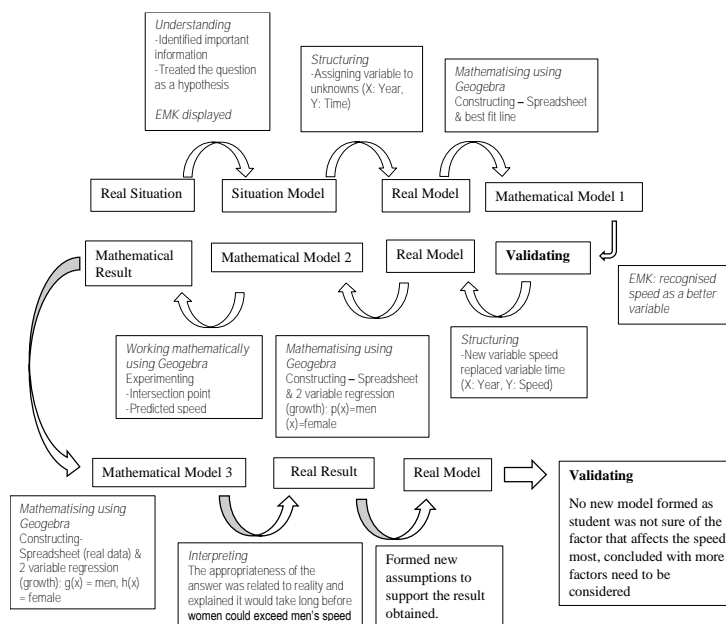 Understanding
-Identified important
information
-Treated the question
as a hypothesis
EMK displayed
Structuring
-Assigning variable to
unknowns (X: Year,
Y: Time)
Mathematising using
Geogebra
Constructing – Spreadsheet
& best fit line
Real Situation
Situation Model
Real Model
Mathematical Model 1
Mathematical
Result
Mathematical Model 2
Real Model
Validating
EMK: recognised
speed as a better
variable
Working mathematically
using Geogebra
Experimenting
-Intersection point
-Predicted speed
Mathematising using
Geogebra
Constructing – Spreadsheet
& 2 variable regression
(growth): p(x)=men
(x)=female
Structuring
-New variable speed
replaced variable time
(X: Year, Y: Speed)
Mathematical Model 3
Real Result
Real Model
Validating
No new model formed as
student was not sure of the
factor that affects the speed
most, concluded with more
factors need to be
considered
Mathematising using
Geogebra
Constructing-
Spreadsheet (real data) &
2 variable regression
(growth): g(x) = men, h(x)
= female
Interpreting
The appropriateness of the
answer was related to reality and
explained it would take long before
women could exceed men's speed
Formed new
assumptions to
support the result
obtained.